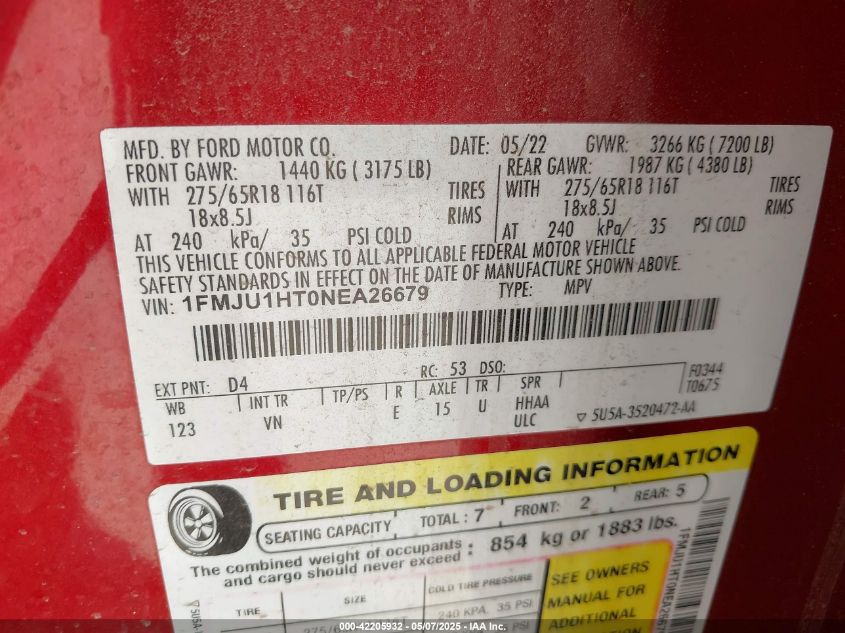 MFD. BY FORD MOTOR CO. DATE: 05/22 GVWR: 3266 KG ( 7200 LB)
FRONT GAWR: 1440 KG ( 3175 LB) REAR GAWR: 1987 KG ( 4380 LB)
WITH 275/65R18 116T TIRES WITH 275/65R18 116T TIRES
18x8.5J RIMS 18x8.5J RIMS
AT 240 kPa/ 35 PSI COLD AT 240 kPa/ 35 PSI COLD
THIS VEHICLE CONFORMS TO ALL APPLICABLE FEDERAL MOTOR VEHICLE
SAFETY STANDARDS IN EFFECT ON THE DATE OF MANUFACTURE SHOWN ABOVE.
VIN: 1FMJU1HT0NEA26679 TYPE: MPV
EXT PNT: D4 RC: 53 DSO: F0344
T0675
WB INT TR TP/PS R AXLE TR SPR
123 VN E 15 U HHAA
ULC ▽ 5U5A-3520472-AA
TIRE AND LOADING INFORMATION
SEATING CAPACITY TOTAL : 7 FRONT: 2 REAR: 5
The combined weight of occupants and cargo should never exceed : 854 kg or 1883 lbs.
TIRE SIZE COLD TIRE PRESSURE
240 KPA, 35 PSI
SEE OWNERS
MANUAL FOR
ADDITIONAL
000-42205932 - 05/07/2025 - IAA Inc.